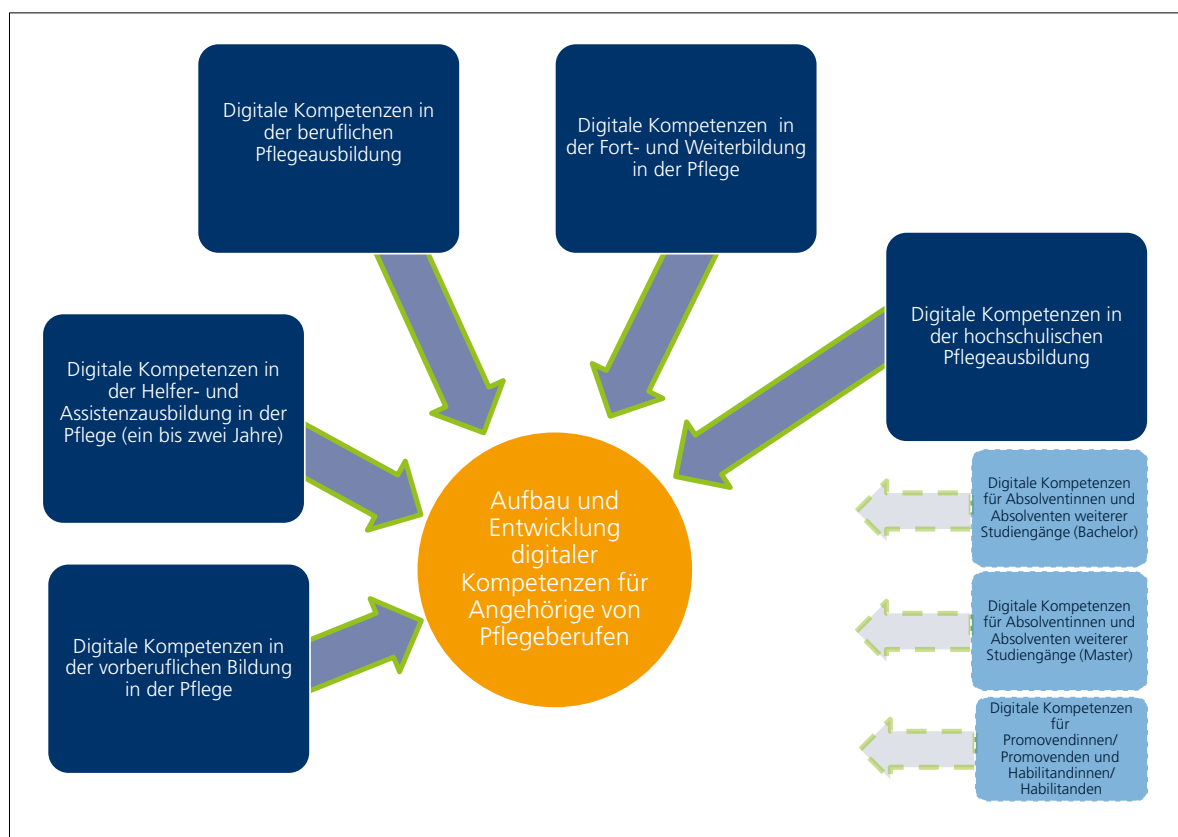 Digitale Kompetenzen in
der beruflichen
Pflegeausbildung
Digitale Kompetenzen in
der Fort- und Weiterbildung
in der Pflege
Digitale Kompetenzen in
der hochschulischen
Pflegeausbildung
Digitale Kompetenzen in
der Helfer- und
Assistenzausbildung in der
Pflege (ein bis zwei Jahre)
Digitale Kompetenzen in
der vorberuflichen Bildung
in der Pflege
Aufbau und
Entwicklung
digitaler
Kompetenzen für
Angehörige von
Pflegeberufen
Digitale Kompetenzen
für Absolventinnen und
Absolventen weiterer
Studiengänge (Bachelor)
Digitale Kompetenzen
für Absolventinnen und
Absolventen weiterer
Studiengänge (Master)
Digitale Kompetenzen
für
Promovendinnen/
Promovenden und
Habilitandinnen/
Habilitanden